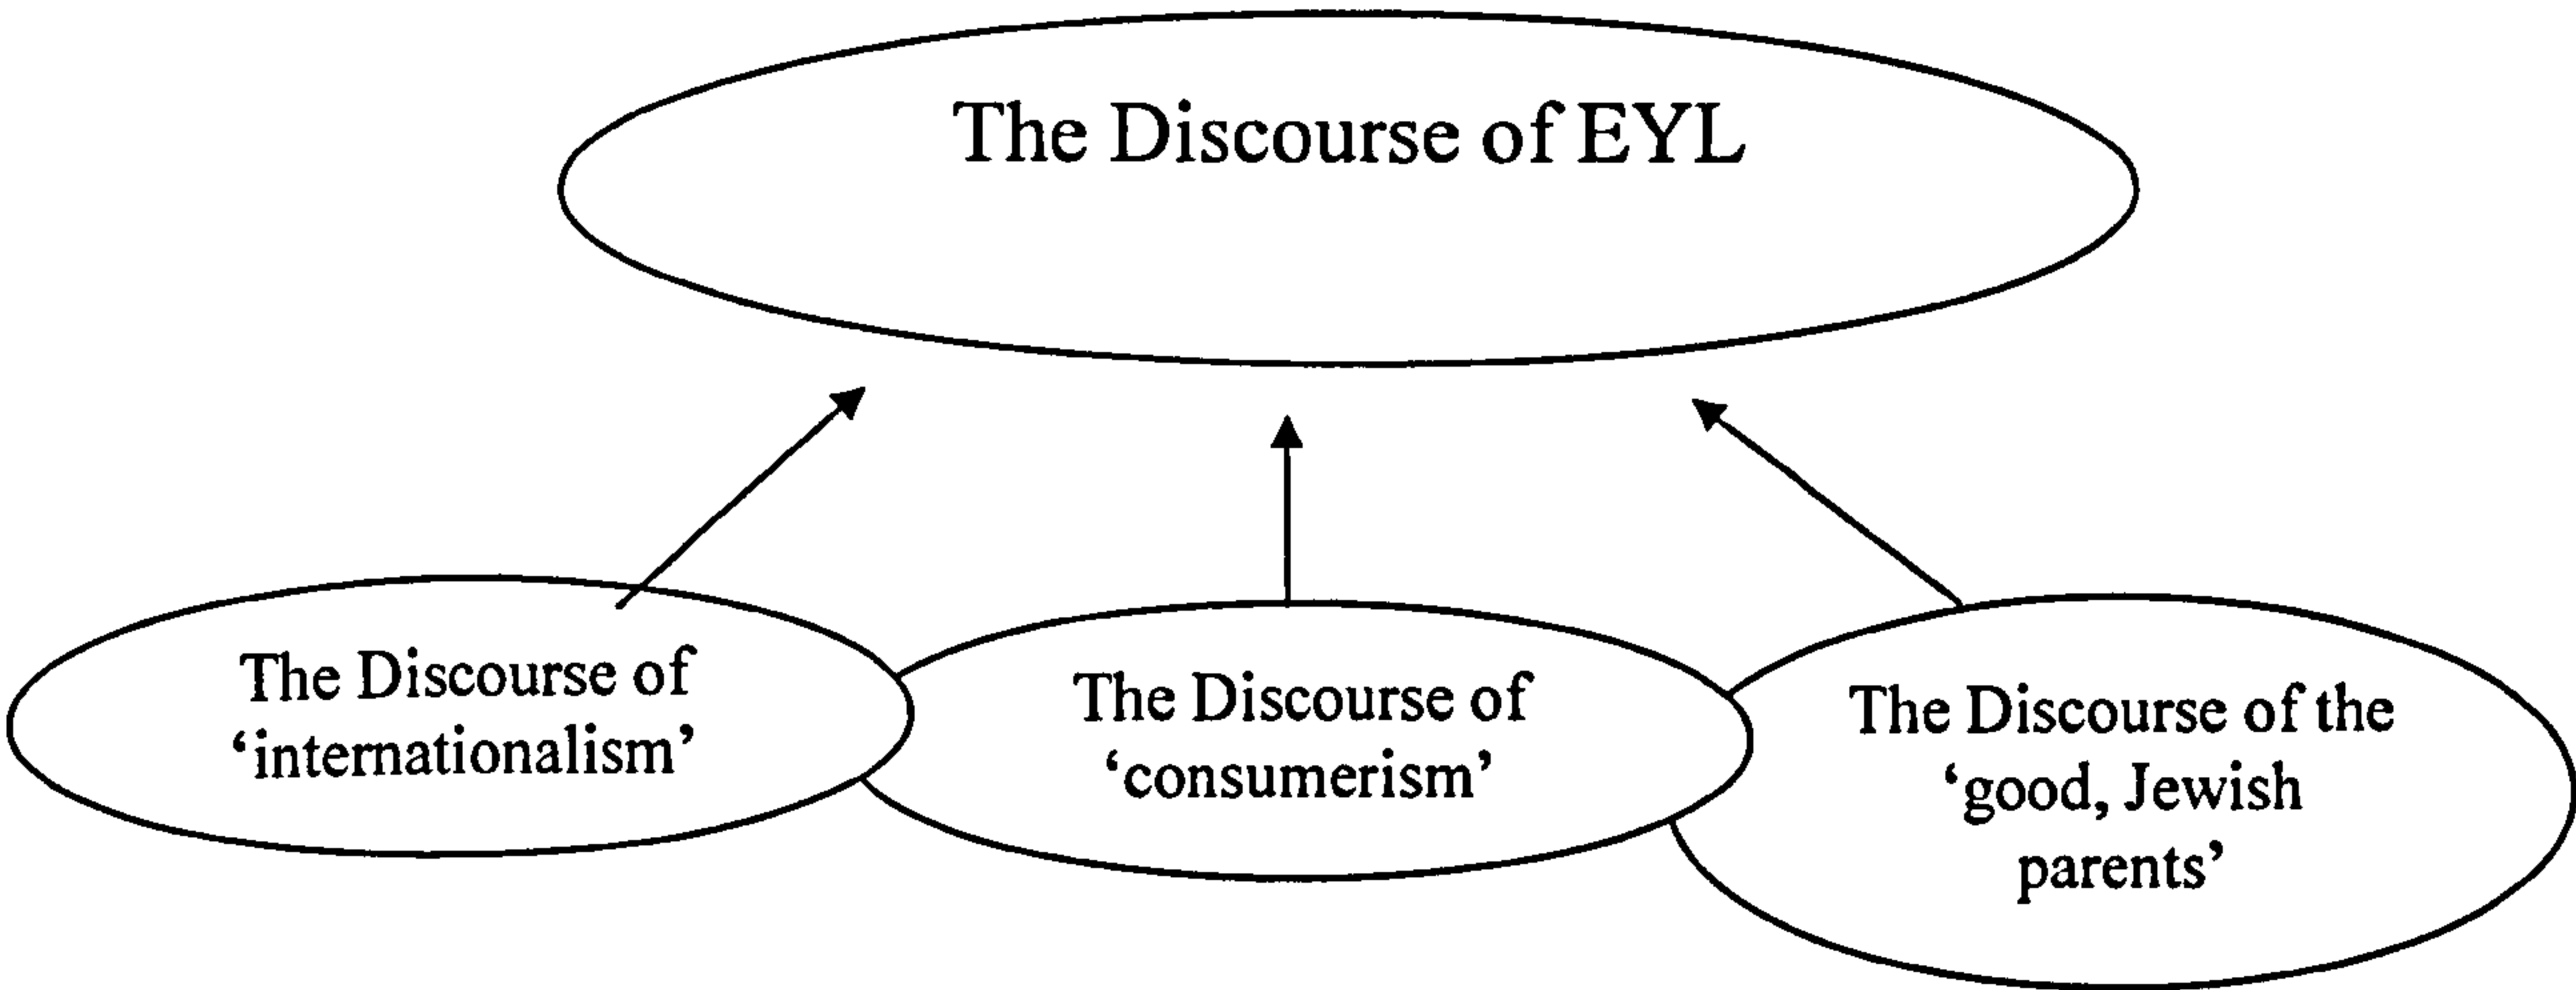 The Discourse of EYL
The Discourse of
‘internationalism’
The Discourse of
‘consumerism’
The Discourse of the
‘good, Jewish
parents’